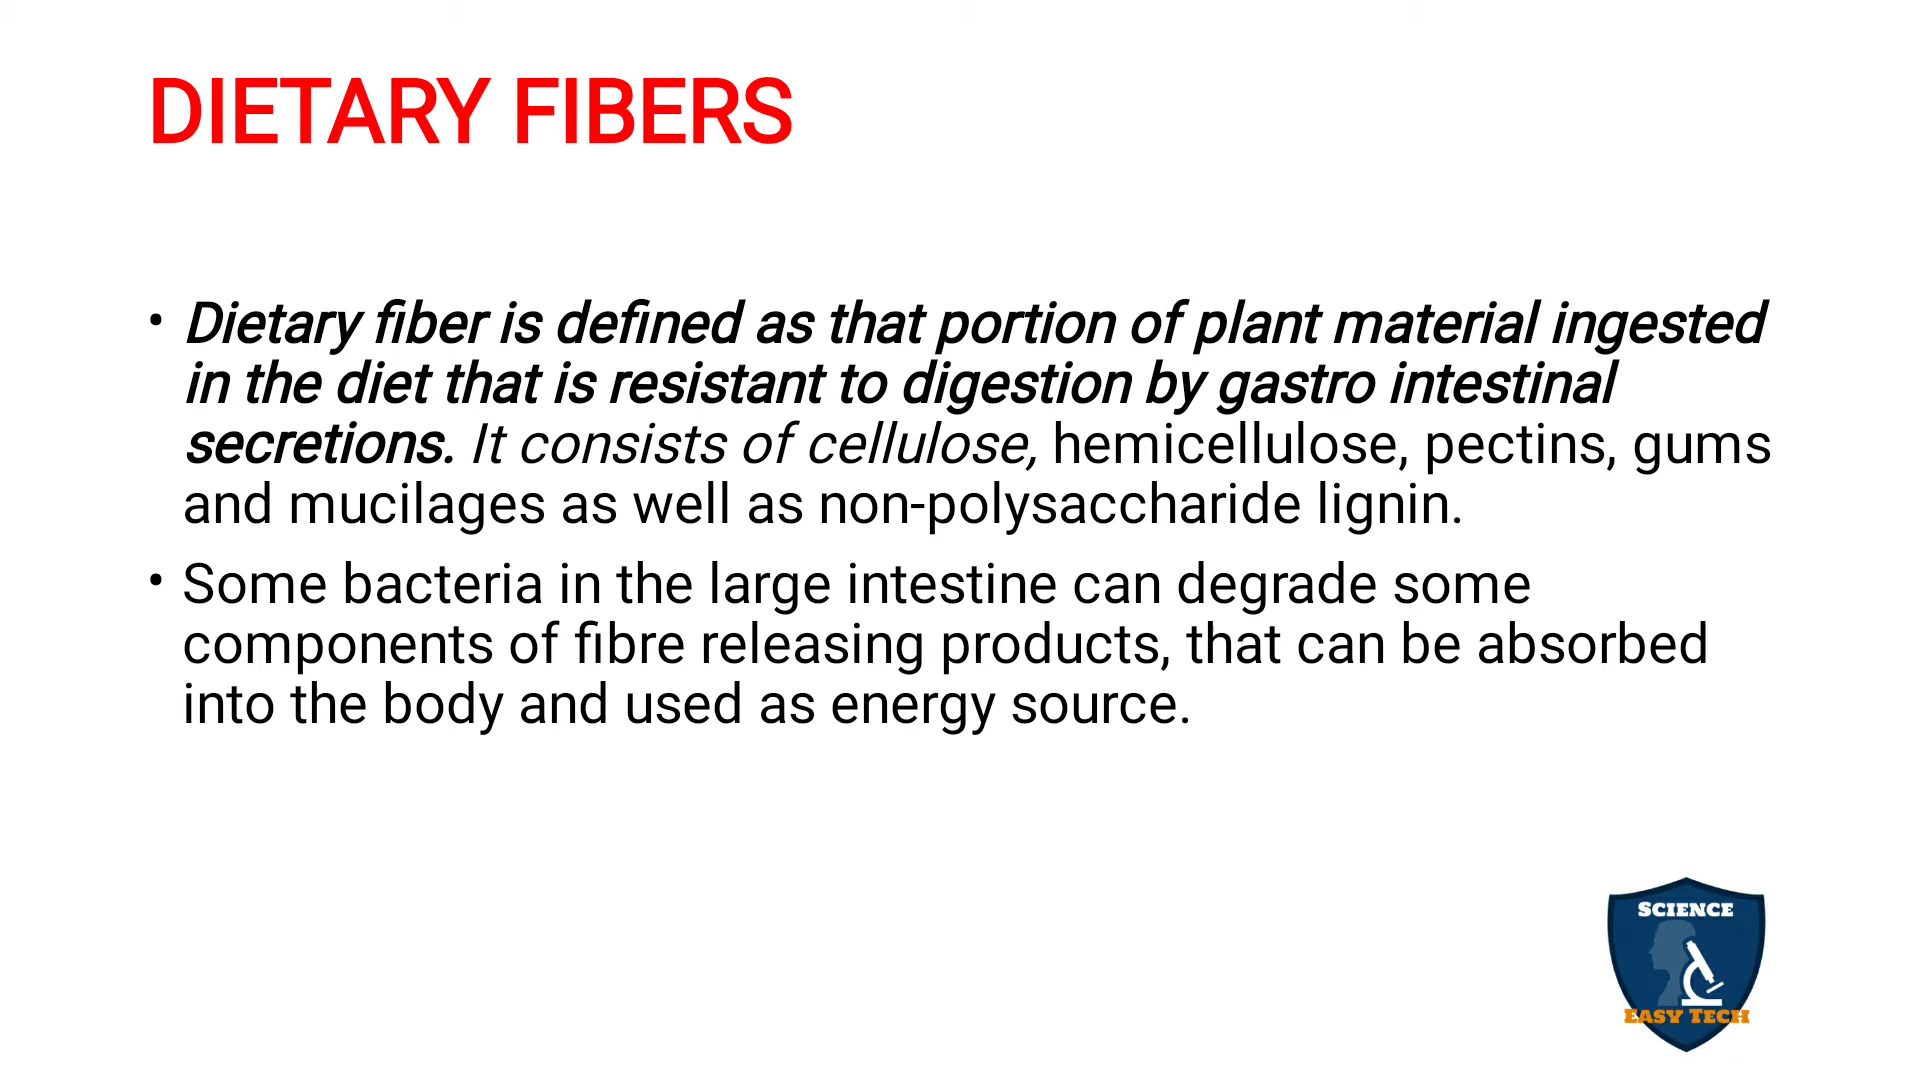 DIETARY FIBERS
• Dietary fiber is defined as that portion of plant material ingested
in the diet that is resistant to digestion by gastro intestinal
secretions. It consists of cellulose, hemicellulose, pectins, gums
and mucilages as well as non-polysaccharide lignin.
• Some bacteria in the large intestine can degrade some
components of fibre releasing products, that can be absorbed
into the body and used as energy source.
SCIENCE
EASY TECH